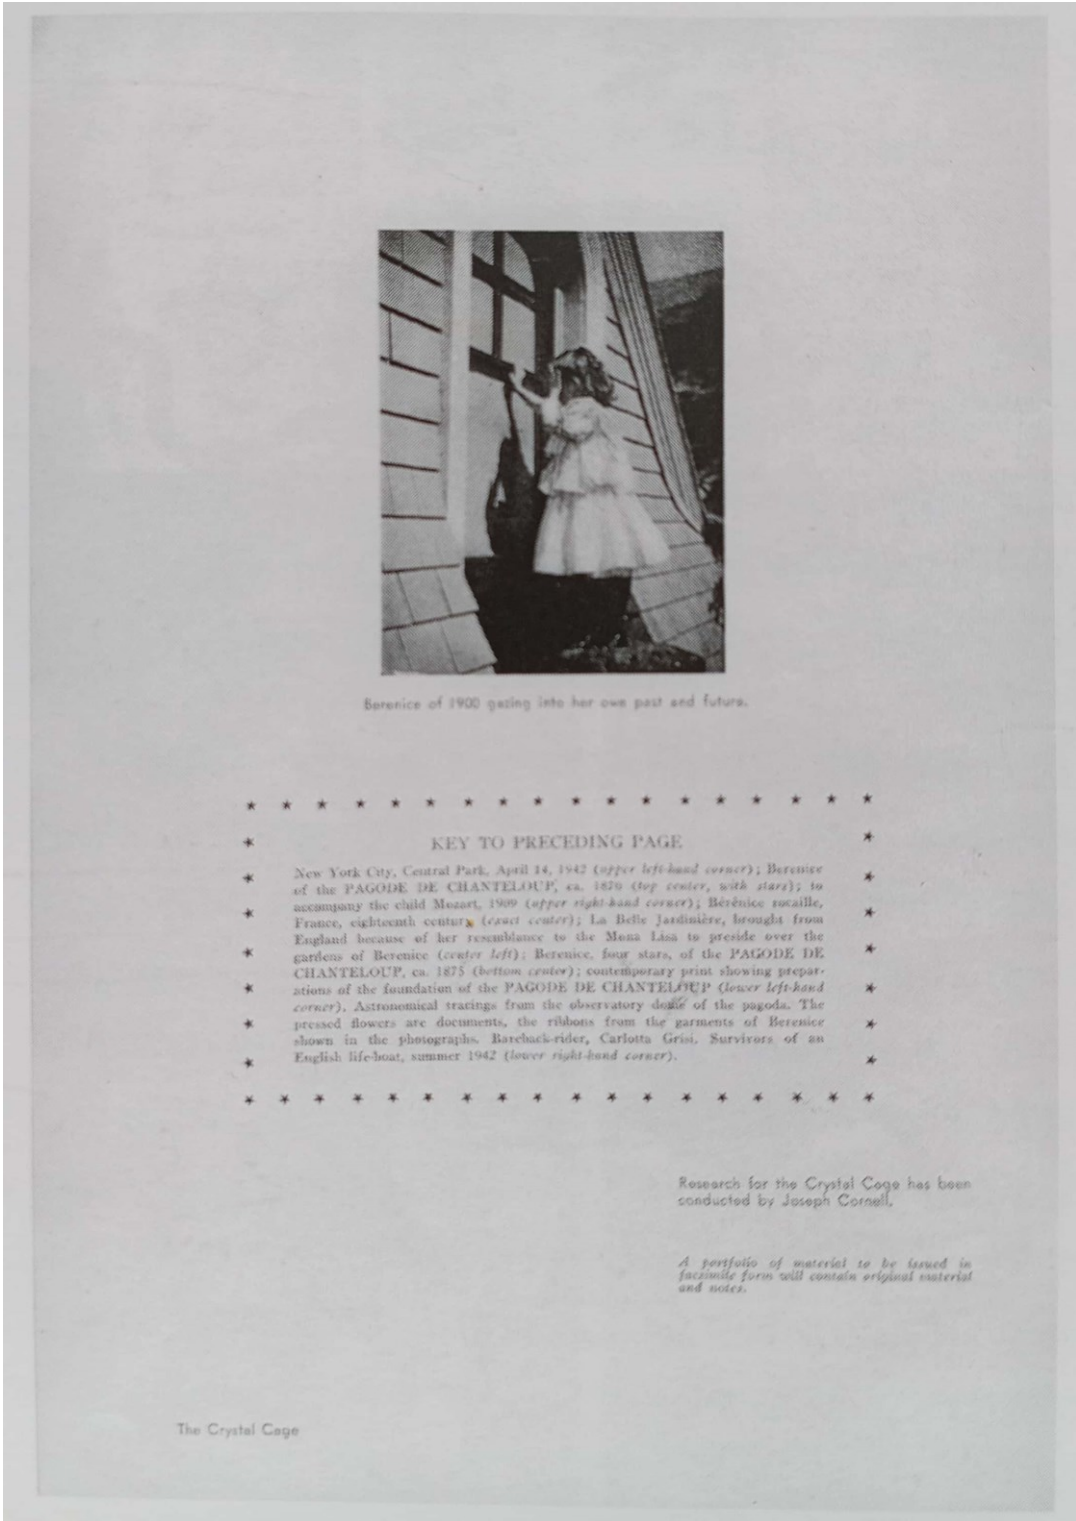 Berenice of 1900 gazing into her own past and future.
KEY TO PRECEDING PAGE
New York City, Central Park, April 14, 1942 (upper left-hand corner); Berenice
of the PAGODE DE CHANTELOUP, ca. 1870 (top center, with stars); to
accompany the child Mozart, 1909 (upper right-hand corner); Bérénice rocaille,
France, eighteenth century (exact center); La Belle Jardinière, brought from
England because of her resemblance to the Mona Lisa to preside over the
gardens of Berenice (center left); Berenice, four stars, of the PAGODE DE
CHANTELOUP, ca. 1875 (bottom center); contemporary print showing prepar-
ations of the foundation of the PAGODE DE CHANTELOUP (lower left-hand
corner). Astronomical tracings from the observatory dome of the pagoda. The
pressed flowers are documents, the ribbons from the garments of Berenice
shown in the photographs. Bareback-rider, Carlotta Grisi. Survivors of an
English life-boat, summer 1942 (lower right-hand corner).
Research for the Crystal Cage has been
conducted by Joseph Cornell.
A portfolio of material to be issued in
facsimile form will contain original material
and notes.
The Crystal Cage